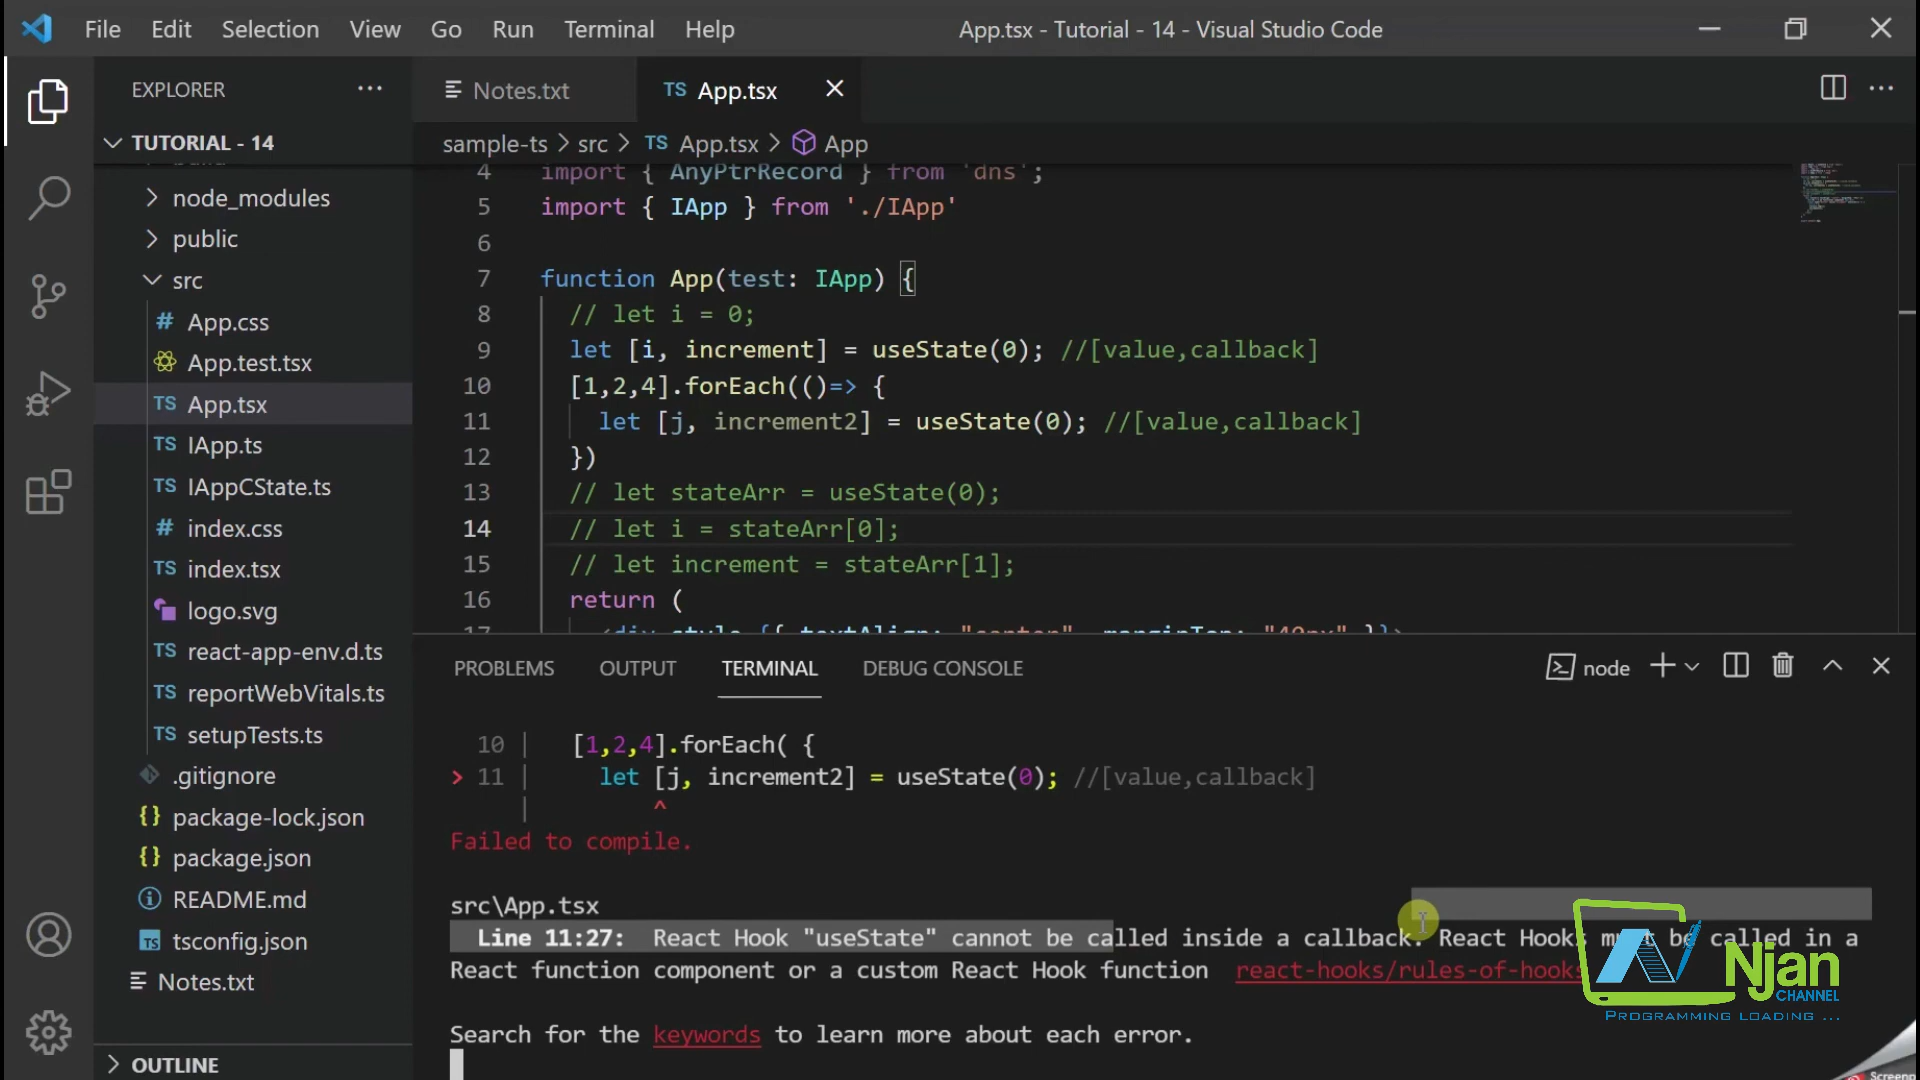 File Edit Selection View Go Run Terminal Help App.tsx - Tutorial - 14 - Visual Studio Code
EXPLORER
Notes.txt
TS App.tsx
TUTORIAL - 14
sample-ts > src > TS App.tsx > App
node_modules
public
src
# App.css
App.test.tsx
TS App.tsx
TS IApp.ts
TS IAppCState.ts
# index.css
TS index.tsx
logo.svg
TS react-app-env.d.ts
TS reportWebVitals.ts
TS setupTests.ts
.gitignore
{} package-lock.json
{} package.json
README.md
TS tsconfig.json
Notes.txt
OUTLINE
4 import { AnyPtrRecord } from 'dns';
5 import { IApp } from './IApp'
6
7 function App(test: IApp) {
8 // let i = 0;
9 let [i, increment] = useState(0); //[value,callback]
10 [1,2,4].forEach(()=> {
11 let [j, increment2] = useState(0); //[value,callback]
12 })
13 // let stateArr = useState(0);
14 // let i = stateArr[0];
15 // let increment = stateArr[1];
16 return (
17 <div style {{ textAlign: "center", marginTop: "40px" }}>
PROBLEMS OUTPUT TERMINAL DEBUG CONSOLE
node
10 | [1,2,4].forEach( {
> 11 | let [j, increment2] = useState(0); //[value,callback]
| ^
Failed to compile.
src\App.tsx
Line 11:27: React Hook "useState" cannot be called inside a callback. React Hooks must be called in a
React function component or a custom React Hook function react-hooks/rules-of-hooks
Search for the keywords to learn more about each error.
Njan
CHANNEL
PROGRAMMING LOADING ...